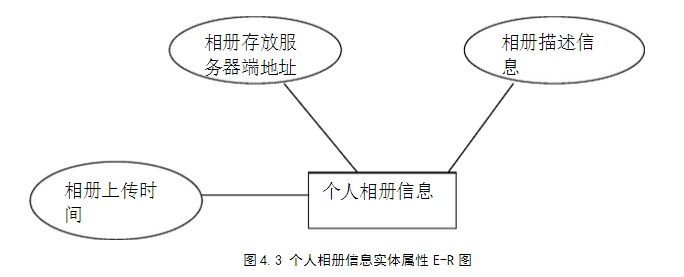 相册存放服
务器端地址
相册描述信
息
相册上传时
间
个人相册信息
图4.3 个人相册信息实体属性E-R图